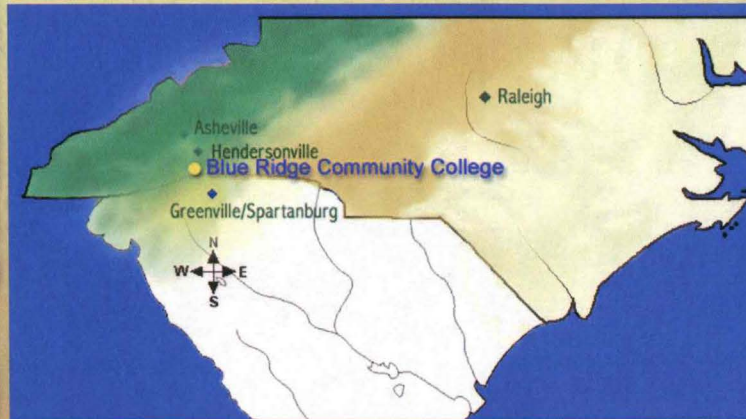 Raleigh
Asheville
Hendersonville
Blue Ridge Community College
Greenville/Spartanburg
N
W E
S